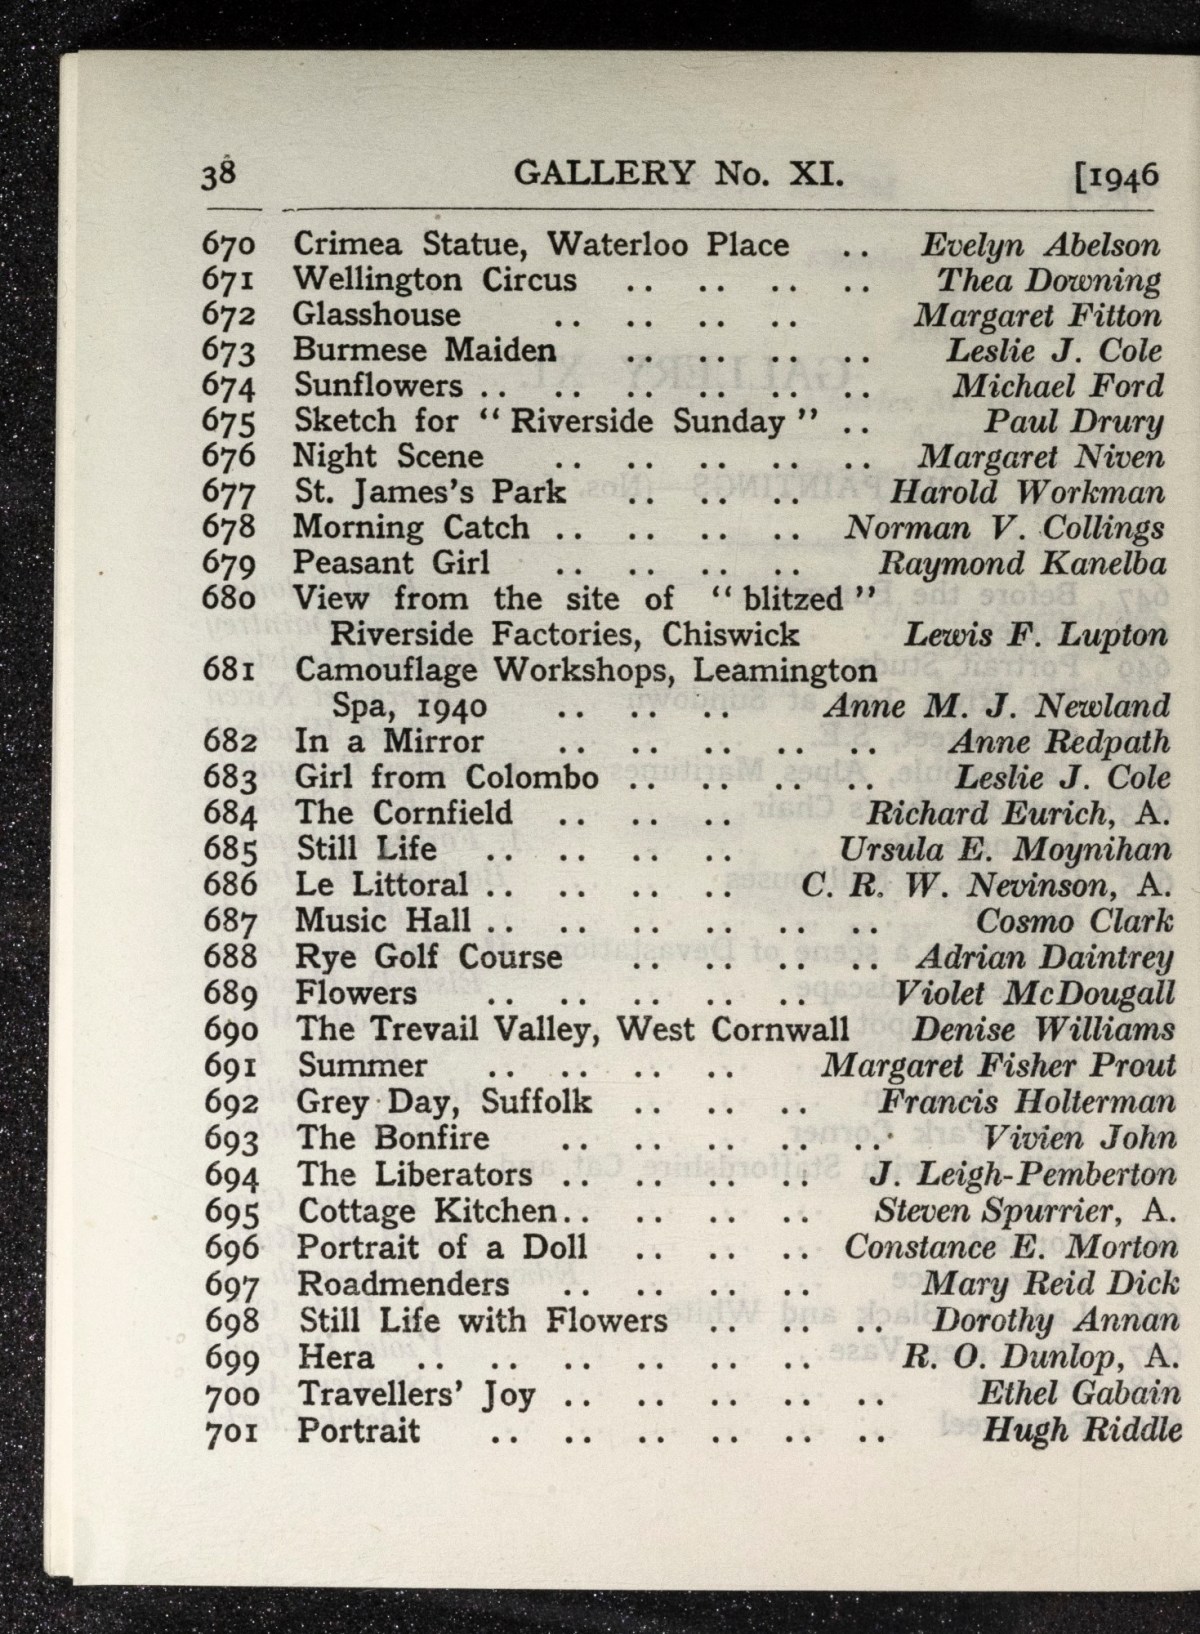 38 GALLERY No. XI. [1946
670 Crimea Statue, Waterloo Place .. Evelyn Abelson
671 Wellington Circus .. .. .. .. Thea Downing
672 Glasshouse .. .. .. .. Margaret Fitton
673 Burmese Maiden .. .. .. .. Leslie J. Cole
674 Sunflowers .. .. .. .. .. .. Michael Ford
675 Sketch for "Riverside Sunday" .. Paul Drury
676 Night Scene .. .. .. .. .. Margaret Niven
677 St. James's Park .. .. .. Harold Workman
678 Morning Catch .. .. .. .. Norman V. Collings
679 Peasant Girl .. .. .. .. Raymond Kanelba
680 View from the site of "blitzed"
Riverside Factories, Chiswick Lewis F. Lupton
681 Camouflage Workshops, Leamington
Spa, 1940 .. .. .. Anne M. J. Newland
682 In a Mirror .. .. .. .. .. Anne Redpath
683 Girl from Colombo .. .. .. .. Leslie J. Cole
684 The Cornfield .. .. .. Richard Eurich, A.
685 Still Life .. .. .. .. Ursula E. Moynihan
686 Le Littoral .. .. .. .. C. R. W. Nevinson, A.
687 Music Hall .. .. .. .. .. .. Cosmo Clark
688 Rye Golf Course .. .. .. .. Adrian Daintrey
689 Flowers .. .. .. .. .. Violet McDougall
690 The Trevail Valley, West Cornwall Denise Williams
691 Summer .. .. .. .. Margaret Fisher Prout
692 Grey Day, Suffolk .. .. .. Francis Holterman
693 The Bonfire .. .. .. .. .. Vivien John
694 The Liberators .. .. .. .. J. Leigh-Pemberton
695 Cottage Kitchen .. .. .. .. Steven Spurrier, A.
696 Portrait of a Doll .. .. .. Constance E. Morton
697 Roadmenders .. .. .. .. Mary Reid Dick
698 Still Life with Flowers .. .. .. Dorothy Annan
699 Hera .. .. .. .. .. .. R. O. Dunlop, A.
700 Travellers' Joy .. .. .. .. .. Ethel Gabain
701 Portrait .. .. .. .. .. .. Hugh Riddle